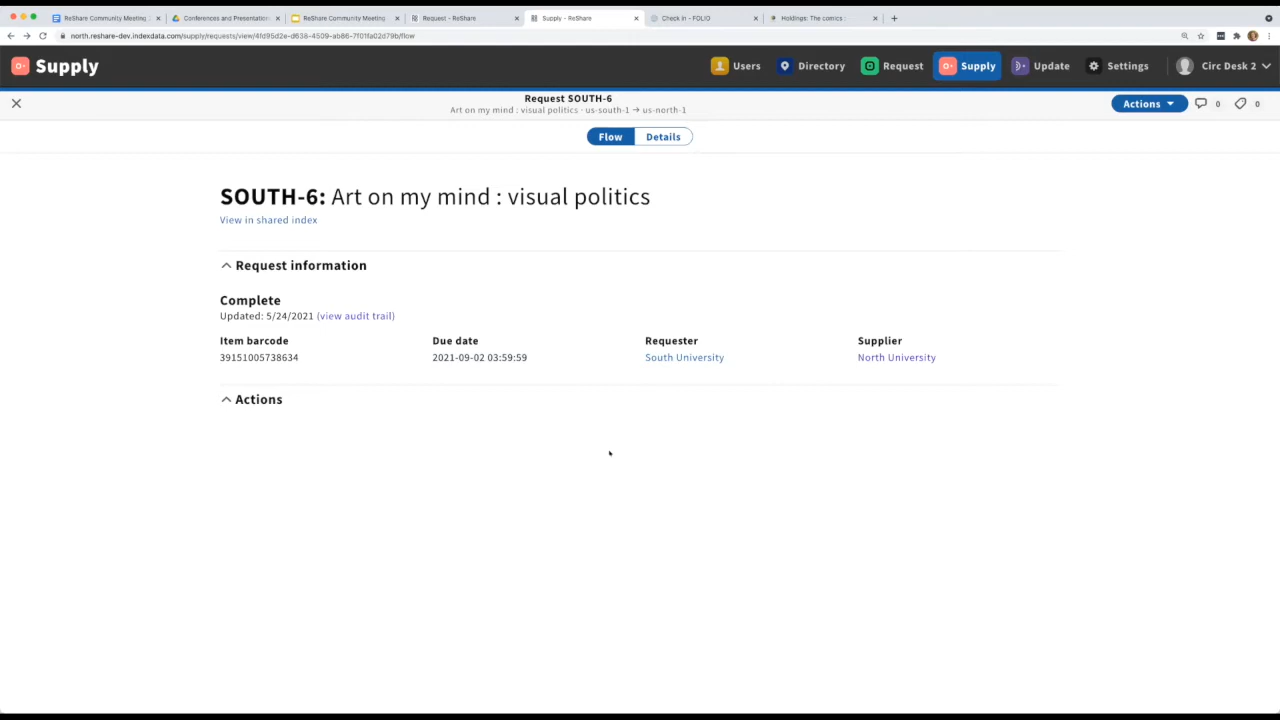 ReShare Community Meeting
Conferences and Presentation
ReShare Community Meeting
Request - ReShare
Supply - ReShare
Check in - FOLIO
Holdings: The comics :
north.reshare-dev.indexdata.com/supply/requests/view/4fd95d2e-d638-4509-ab86-7f01fa02d79b/flow
Supply
Users
Directory
Request
Supply
Update
Settings
Circ Desk 2
Request SOUTH-6
Art on my mind : visual politics · us-south-1 → us-north-1
Actions
0
0
Flow
Details
SOUTH-6: Art on my mind : visual politics
View in shared index
Request information
Complete
Updated: 5/24/2021 (view audit trail)
Item barcode
Due date
Requester
Supplier
39151005738634
2021-09-02 03:59:59
South University
North University
Actions